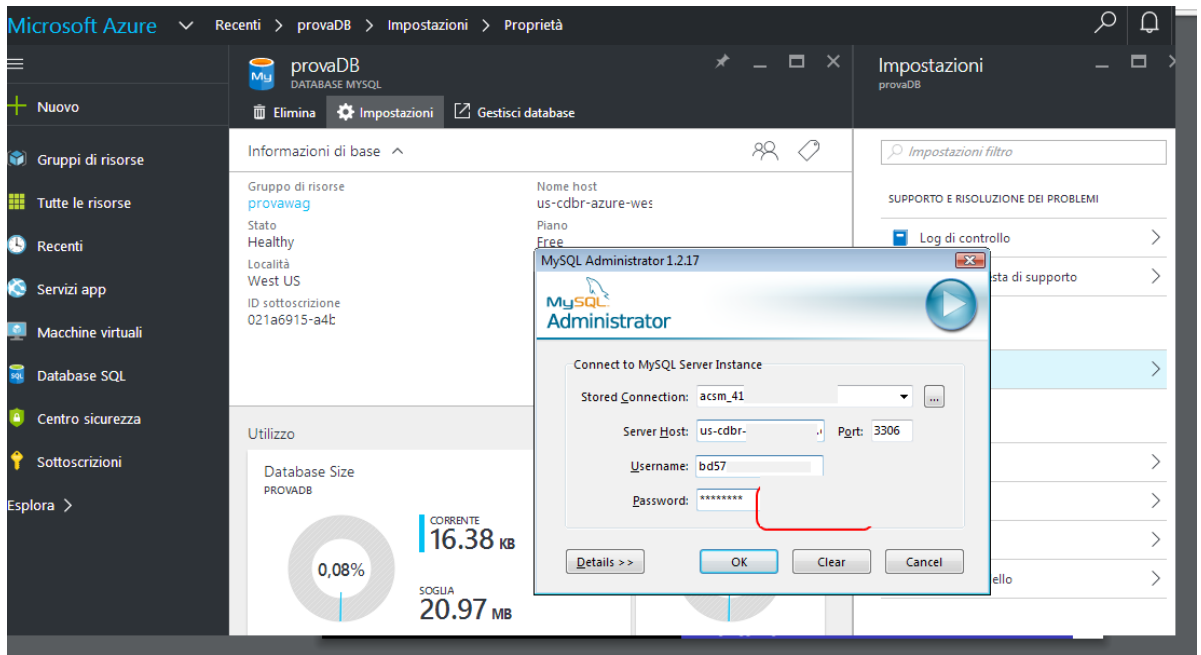 Microsoft Azure Recenti > provaDB > Impostazioni > Proprietà
Nuovo
Gruppi di risorse
Tutte le risorse
Recenti
Servizi app
Macchine virtuali
Database SQL
Centro sicurezza
Sottoscrizioni
Esplora >
My
provaDB
DATABASE MYSQL
Elimina Impostazioni Gestisci database
Informazioni di base
Gruppo di risorse
provawag
Stato
Healthy
Località
West US
ID sottoscrizione
021a6915-a4b
Nome host
us-cdbr-azure-wes
Piano
Free
Utilizzo
Database Size
PROVADB
0,08%
CORRENTE
16.38 KB
SOGLIA
20.97 MB
MySQL Administrator 1.2.17
MySQL
Administrator
Connect to MySQL Server Instance
Stored Connection: acsm_41 ...
Server Host: us-cdbr- Port: 3306
Username: bd57
Password: ********
Details >> OK Clear Cancel
Impostazioni
provaDB
Impostazioni filtro
SUPPORTO E RISOLUZIONE DEI PROBLEMI
Log di controllo
sta di supporto
ello